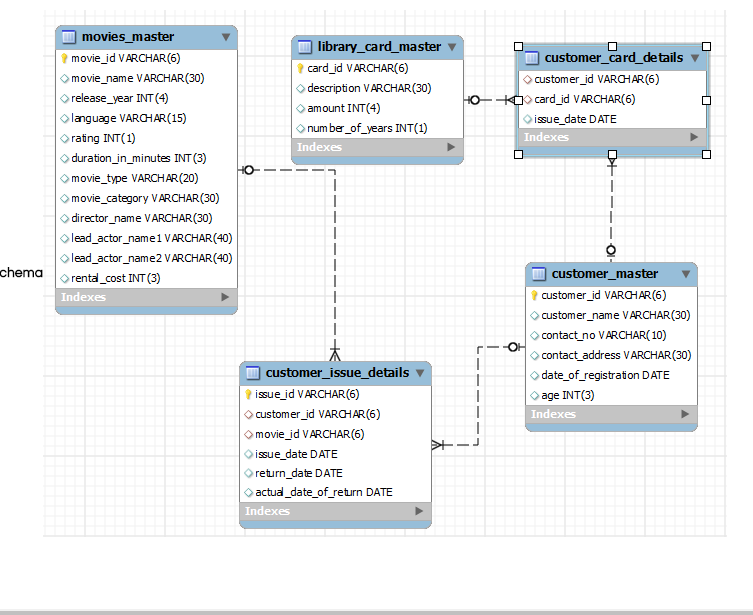 movies_master
movie_id VARCHAR(6)
movie_name VARCHAR(30)
release_year INT(4)
language VARCHAR(15)
rating INT(1)
duration_in_minutes INT(3)
movie_type VARCHAR(20)
movie_category VARCHAR(30)
director_name VARCHAR(30)
lead_actor_name1 VARCHAR(40)
lead_actor_name2 VARCHAR(40)
rental_cost INT(3)
Indexes
library_card_master
card_id VARCHAR(6)
description VARCHAR(30)
amount INT(4)
number_of_years INT(1)
Indexes
customer_card_details
customer_id VARCHAR(6)
card_id VARCHAR(6)
issue_date DATE
Indexes
chema
customer_master
customer_id VARCHAR(6)
customer_name VARCHAR(30)
contact_no VARCHAR(10)
contact_address VARCHAR(30)
date_of_registration DATE
age INT(3)
Indexes
customer_issue_details
issue_id VARCHAR(6)
customer_id VARCHAR(6)
movie_id VARCHAR(6)
issue_date DATE
return_date DATE
actual_date_of_return DATE
Indexes